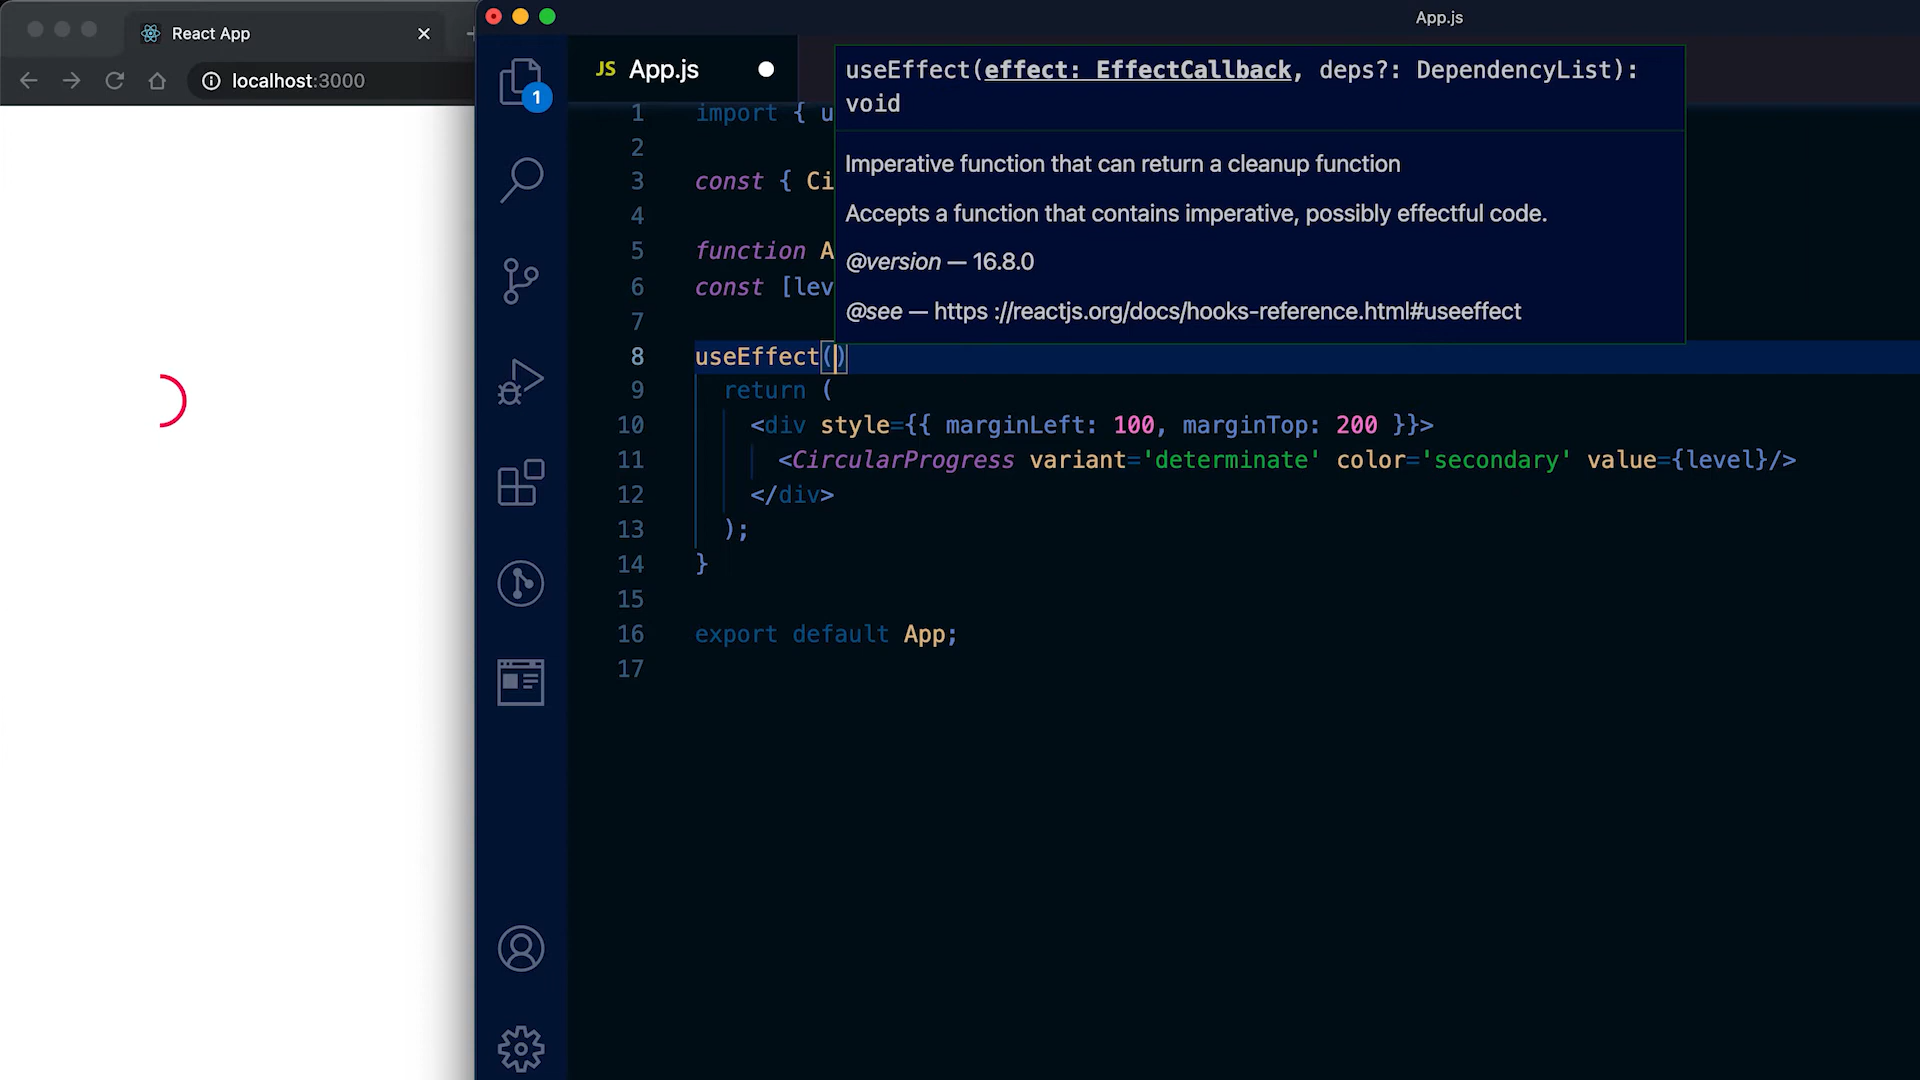 React App
localhost:3000
App.js
JS App.js
1
useEffect(effect: EffectCallback, deps?: DependencyList):
void
Imperative function that can return a cleanup function
Accepts a function that contains imperative, possibly effectful code.
@version — 16.8.0
@see — https ://reactjs.org/docs/hooks-reference.html#useeffect
1 import { u
2
3 const { Ci
4
5 function A
6 const [lev
7
8 useEffect()
9 return (
10 <div style={{ marginLeft: 100, marginTop: 200 }}>
11 <CircularProgress variant='determinate' color='secondary' value={level}/>
12 </div>
13 );
14 }
15
16 export default App;
17